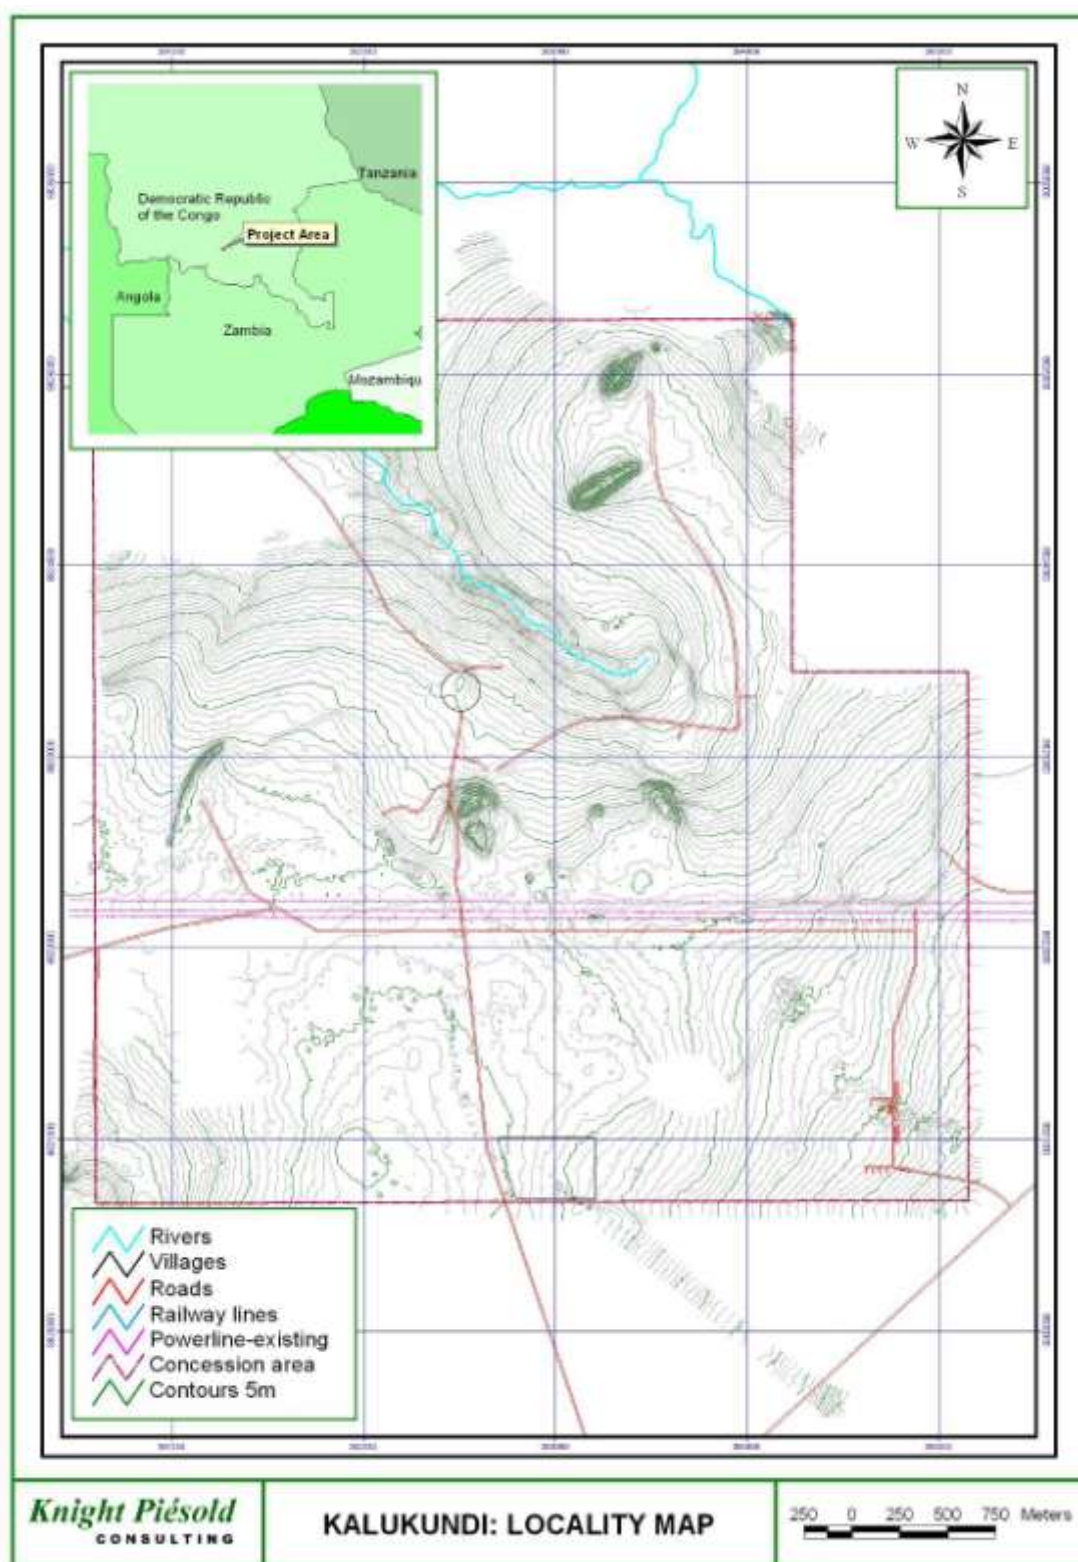 N
W E
S
Tanzania
Democratic Republic
of the Congo
Project Area
Angola
Zambia
Mozambiqu
Rivers
Villages
Roads
Railway lines
Powerline-existing
Concession area
Contours 5m
Knight Piésold
CONSULTING
KALUKUNDI: LOCALITY MAP
250 0 250 500 750 Meters